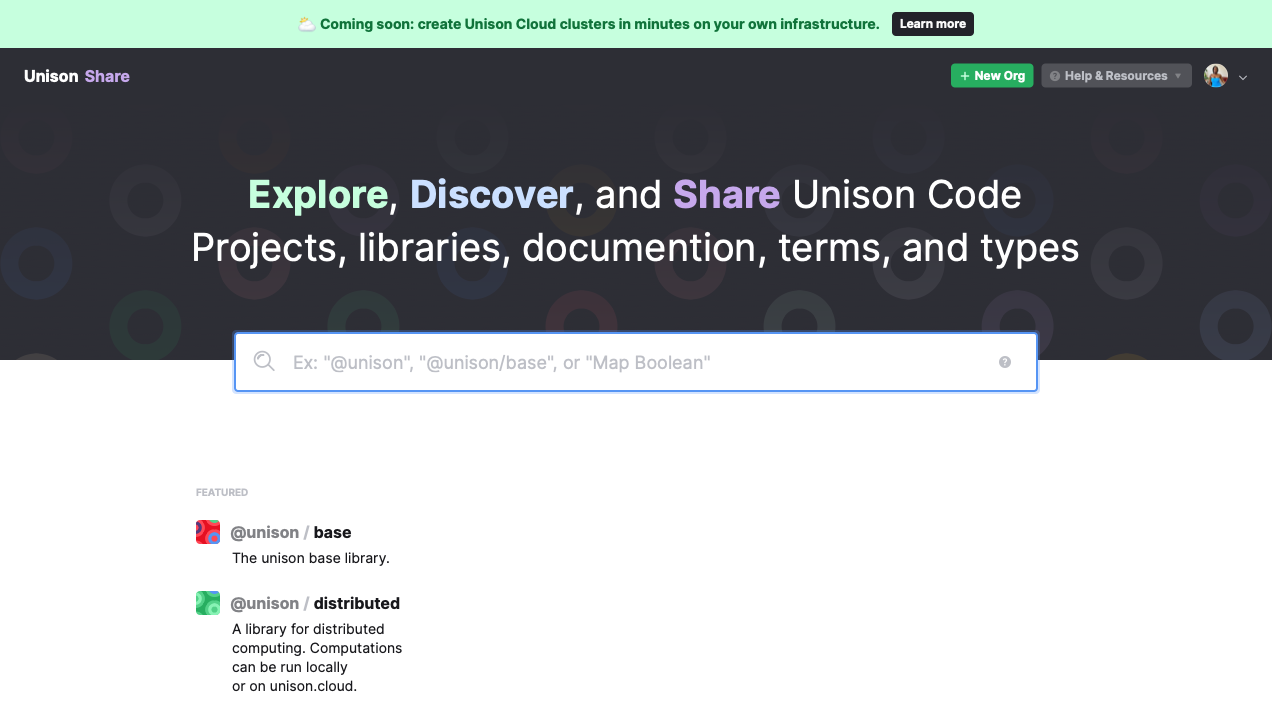 Coming soon: create Unison Cloud clusters in minutes on your own infrastructure. Learn more
Unison Share
+ New Org
? Help & Resources
Explore, Discover, and Share Unison Code
Projects, libraries, documention, terms, and types
Ex: "@unison", "@unison/base", or "Map Boolean" ?
FEATURED
@unison / base
The unison base library.
@unison / distributed
A library for distributed
computing. Computations
can be run locally
or on unison.cloud.